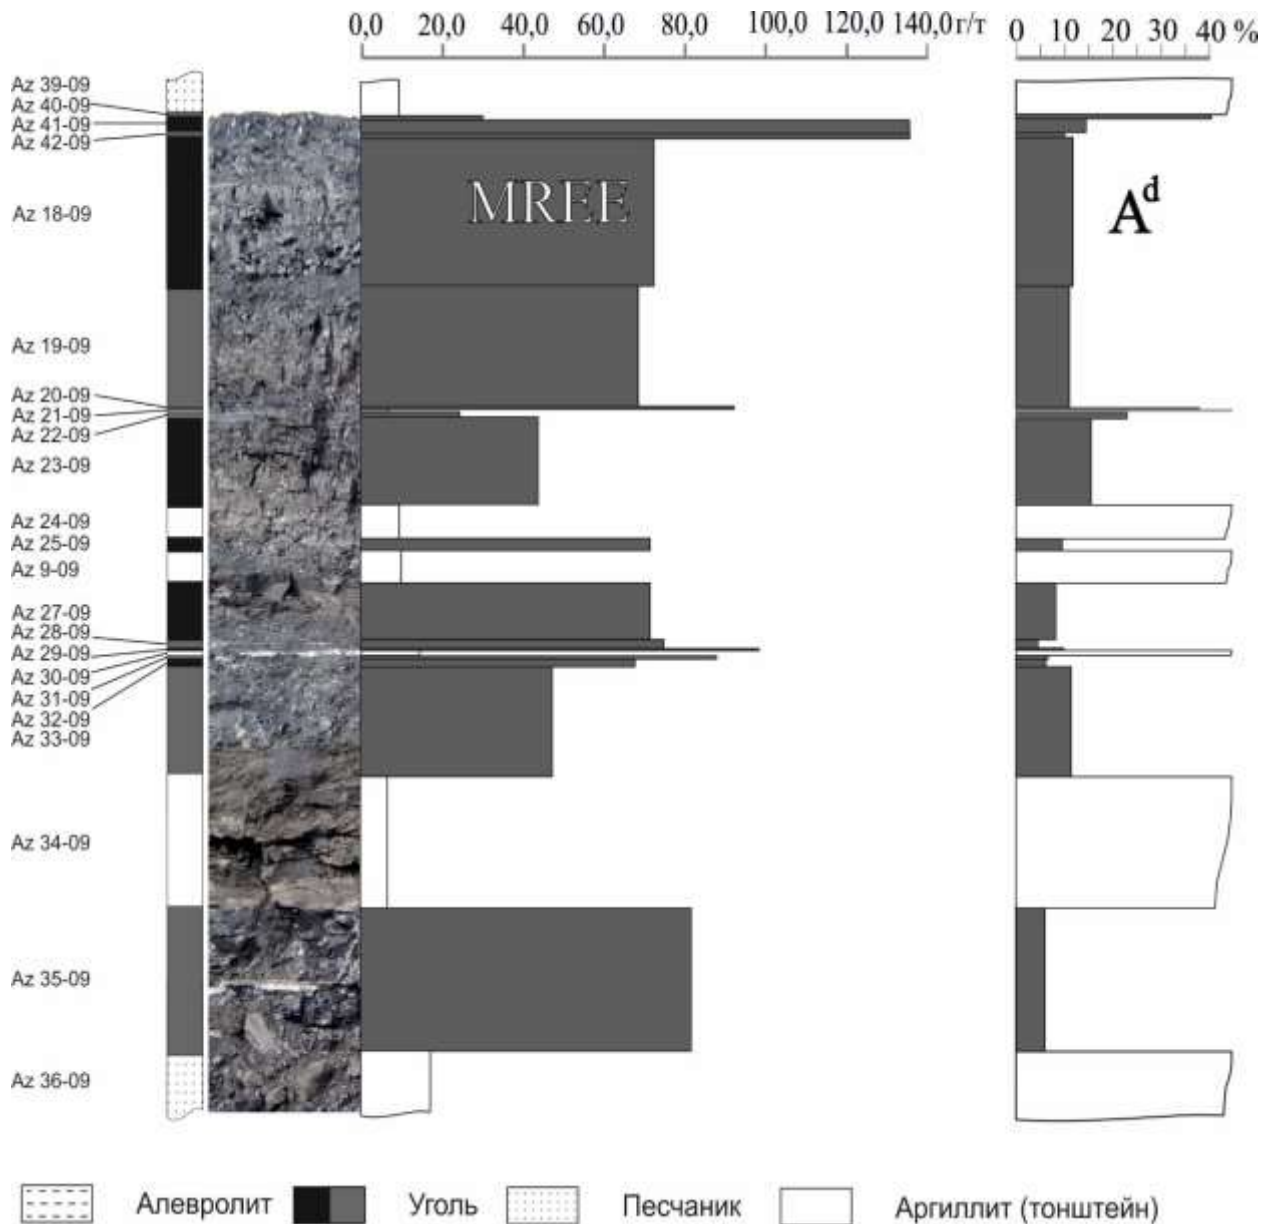 0,0 20,0 40,0 60,0 80,0 100,0 120,0 140,0 г/т
0 10 20 30 40 %
Az 39-09
Az 40-09
Az 41-09
Az 42-09
Az 18-09
MREE
A^d
Az 19-09
Az 20-09
Az 21-09
Az 22-09
Az 23-09
Az 24-09
Az 25-09
Az 9-09
Az 27-09
Az 28-09
Az 29-09
Az 30-09
Az 31-09
Az 32-09
Az 33-09
Az 34-09
Az 35-09
Az 36-09
Алевролит Уголь Песчаник Аргиллит (тонштейн)